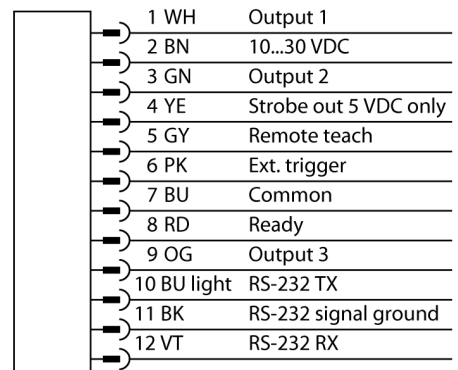 1 WH Output 1
2 BN 10...30 VDC
3 GN Output 2
4 YE Strobe out 5 VDC only
5 GY Remote teach
6 PK Ext. trigger
7 BU Common
8 RD Ready
9 OG Output 3
10 BU light RS-232 TX
11 BK RS-232 signal ground
12 VT RS-232 RX